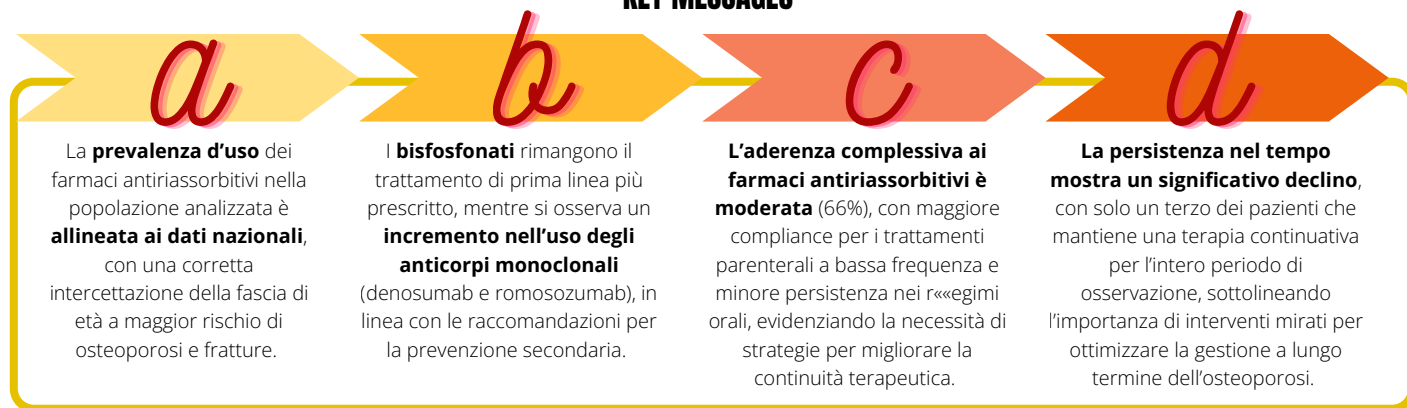 KEY MESSAGES
a
La prevalenza d'uso dei
farmaci antiriassorbitivi nella
popolazione analizzata è
allineata ai dati nazionali,
con una corretta
intercettazione della fascia di
età a maggior rischio di
osteoporosi e fratture.
b
I bisfosfonati rimangono il
trattamento di prima linea più
prescritto, mentre si osserva un
incremento nell'uso degli
anticorpi monoclonali
(denosumab e romosozumab), in
linea con le raccomandazioni per
la prevenzione secondaria.
c
L'aderenza complessiva ai
farmaci antiriassorbitivi è
moderata (66%), con maggiore
compliance per i trattamenti
parenterali a bassa frequenza e
minore persistenza nei r««egimi
orali, evidenziando la necessità di
strategie per migliorare la
continuità terapeutica.
d
La persistenza nel tempo
mostra un significativo declino,
con solo un terzo dei pazienti che
mantiene una terapia continuativa
per l'intero periodo di
osservazione, sottolineando
l'importanza di interventi mirati per
ottimizzare la gestione a lungo
termine dell'osteoporosi.